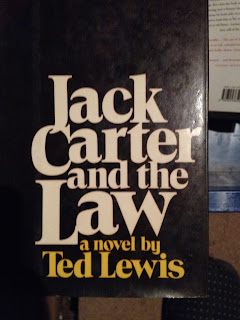 Jack
Carter
and the
Law
a novel by
Ted Lewis